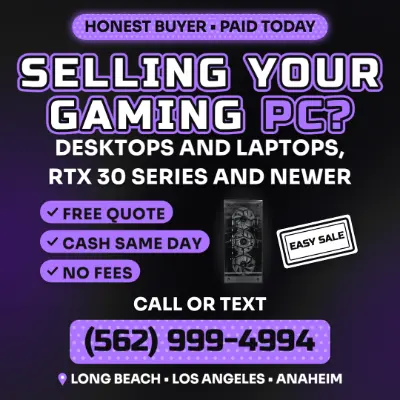 HONEST BUYER • PAID TODAY
SELLING YOUR
GAMING PC?
DESKTOPS AND LAPTOPS,
RTX 30 SERIES AND NEWER
FREE QUOTE
CASH SAME DAY
NO FEES
EASY SALE
CALL OR TEXT
(562) 999-4994
LONG BEACH • LOS ANGELES • ANAHEIM